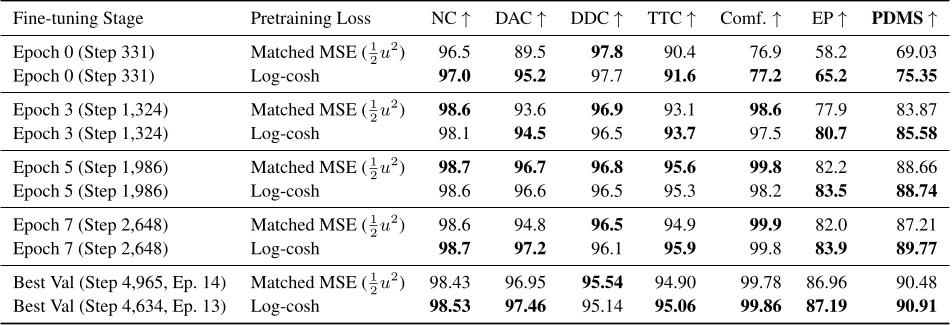 Fine-tuning Stage Pretraining Loss NC ↑ DAC ↑ DDC ↑ TTC ↑ Comf. ↑ EP ↑ PDMS ↑
Epoch 0 (Step 331) Matched MSE (½u²) 96.5 89.5 97.8 90.4 76.9 58.2 69.03
Epoch 0 (Step 331) Log-cosh 97.0 95.2 97.7 91.6 77.2 65.2 75.35
Epoch 3 (Step 1,324) Matched MSE (½u²) 98.6 93.6 96.9 93.1 98.6 77.9 83.87
Epoch 3 (Step 1,324) Log-cosh 98.1 94.5 96.5 93.7 97.5 80.7 85.58
Epoch 5 (Step 1,986) Matched MSE (½u²) 98.7 96.7 96.8 95.6 99.8 82.2 88.66
Epoch 5 (Step 1,986) Log-cosh 98.6 96.6 96.5 95.3 98.2 83.5 88.74
Epoch 7 (Step 2,648) Matched MSE (½u²) 98.6 94.8 96.5 94.9 99.9 82.0 87.21
Epoch 7 (Step 2,648) Log-cosh 98.7 97.2 96.1 95.9 99.8 83.9 89.77
Best Val (Step 4,965, Ep. 14) Matched MSE (½u²) 98.43 96.95 95.54 94.90 99.78 86.96 90.48
Best Val (Step 4,634, Ep. 13) Log-cosh 98.53 97.46 95.14 95.06 99.86 87.19 90.91